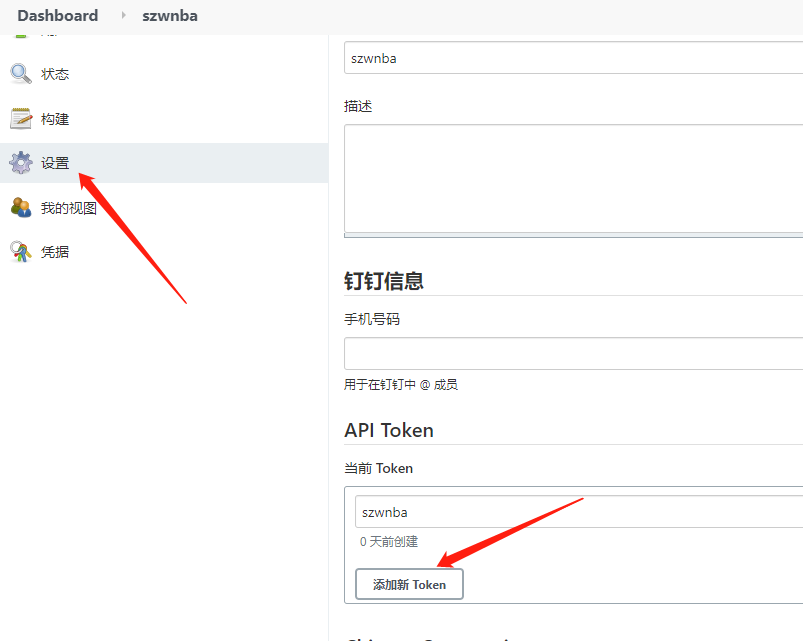 Dashboard szwnba
状态
构建
设置
我的视图
凭据
szwnba
描述
钉钉信息
手机号码
用于在钉钉中 @ 成员
API Token
当前 Token
szwnba
0 天前创建
添加新 Token